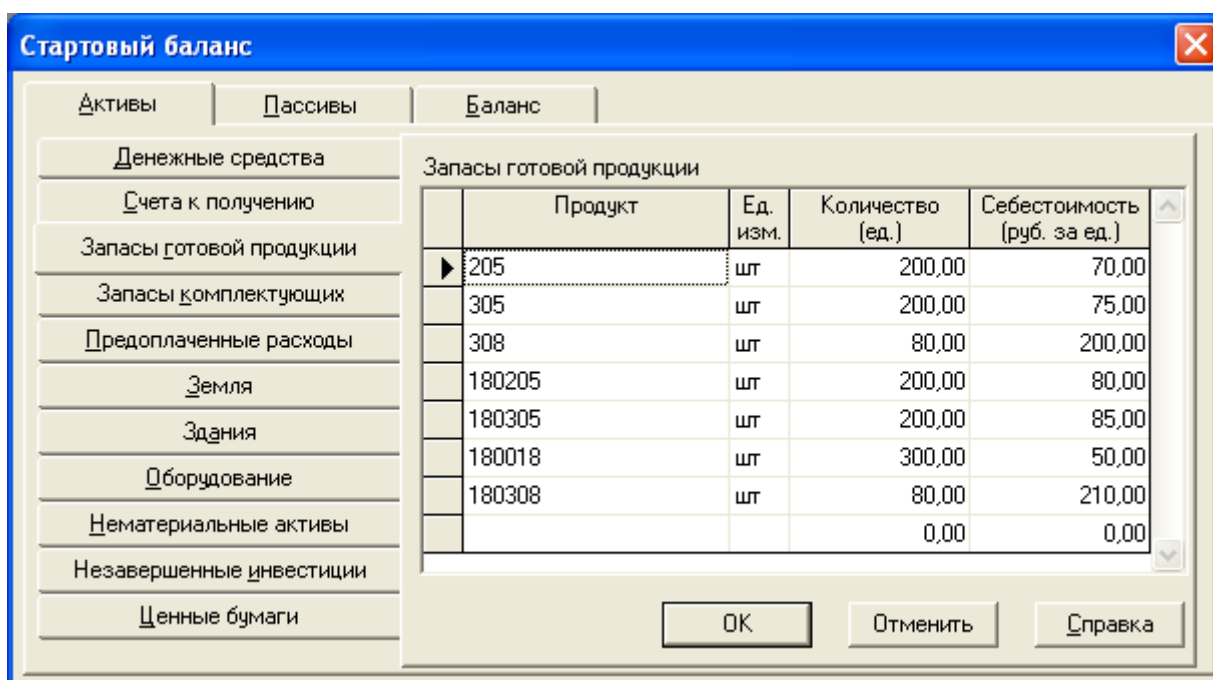 Стартовый баланс
Активы Пассивы Баланс
Денежные средства
Счета к получению
Запасы готовой продукции
Запасы комплектующих
Предоплаченные расходы
Земля
Здания
Оборудование
Нематериальные активы
Незавершенные инвестиции
Ценные бумаги
Запасы готовой продукции
Продукт Ед. изм. Количество (ед.) Себестоимость (руб. за ед.)
205 шт 200,00 70,00
305 шт 200,00 75,00
308 шт 80,00 200,00
180205 шт 200,00 80,00
180305 шт 200,00 85,00
180018 шт 300,00 50,00
180308 шт 80,00 210,00
0,00 0,00
OK Отменить Справка